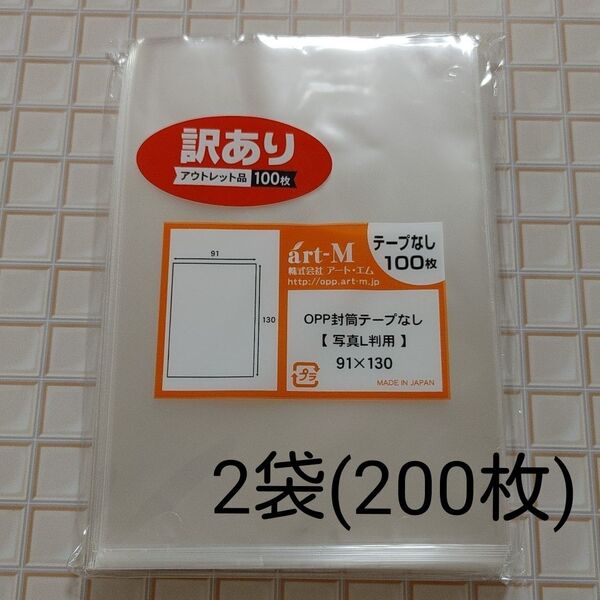 訳あり
アウトレット品 100枚
árt-M
株式会社 アート・エム
http://opp.art-m.jp
テープなし
100枚
91
130
OPP封筒テープなし
【 写真L判用 】
91×130
プラ
MADE IN JAPAN
2袋(200枚)